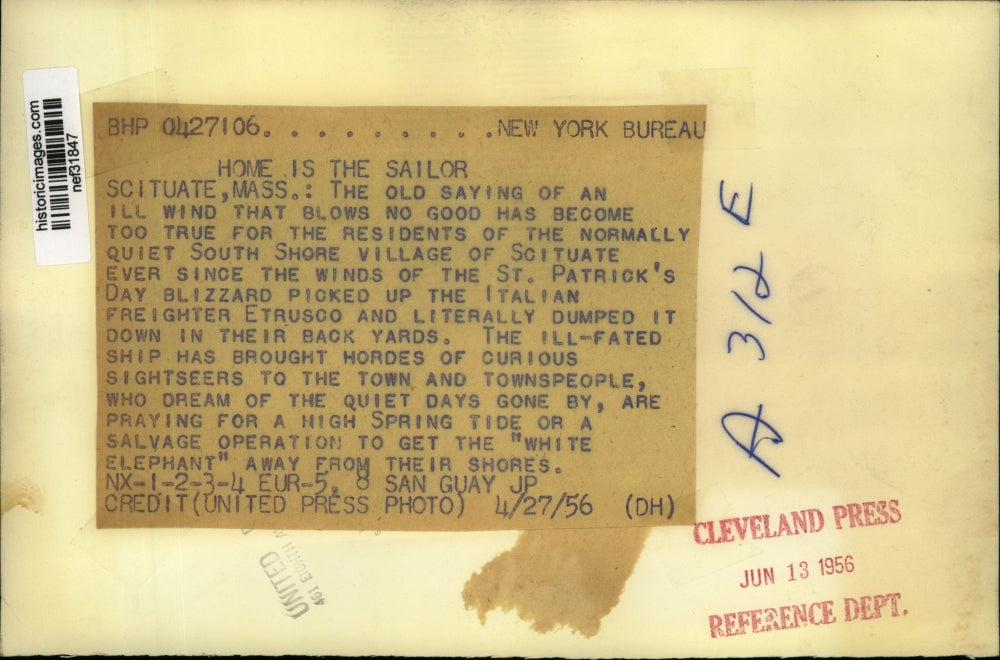 historicimages.com
nef31847
BHP 0427106. . . . . . . . . .NEW YORK BUREAU
HOME IS THE SAILOR
SCITUATE,MASS.: THE OLD SAYING OF AN
ILL WIND THAT BLOWS NO GOOD HAS BECOME
TOO TRUE FOR THE RESIDENTS OF THE NORMALLY
QUIET SOUTH SHORE VILLAGE OF SCITUATE
EVER SINCE THE WINDS OF THE ST. PATRICK'S
DAY BLIZZARD PICKED UP THE ITALIAN
FREIGHTER ETRUSCO AND LITERALLY DUMPED IT
DOWN IN THEIR BACK YARDS. THE ILL-FATED
SHIP HAS BROUGHT HORDES OF CURIOUS
SIGHTSEERS TO THE TOWN AND TOWNSPEOPLE,
WHO DREAM OF THE QUIET DAYS GONE BY, ARE
PRAYING FOR A HIGH SPRING TIDE OR A
SALVAGE OPERATION TO GET THE "WHITE
ELEPHANT" AWAY FROM THEIR SHORES.
NX-1-2-3-4 EUR-5, 8 SAN GUAY JP
CREDIT(UNITED PRESS PHOTO) 4/27/56 (DH)
A 312 E
UNITED
461 EIGHTH
CLEVELAND PRESS
JUN 13 1956
REFERENCE DEPT.